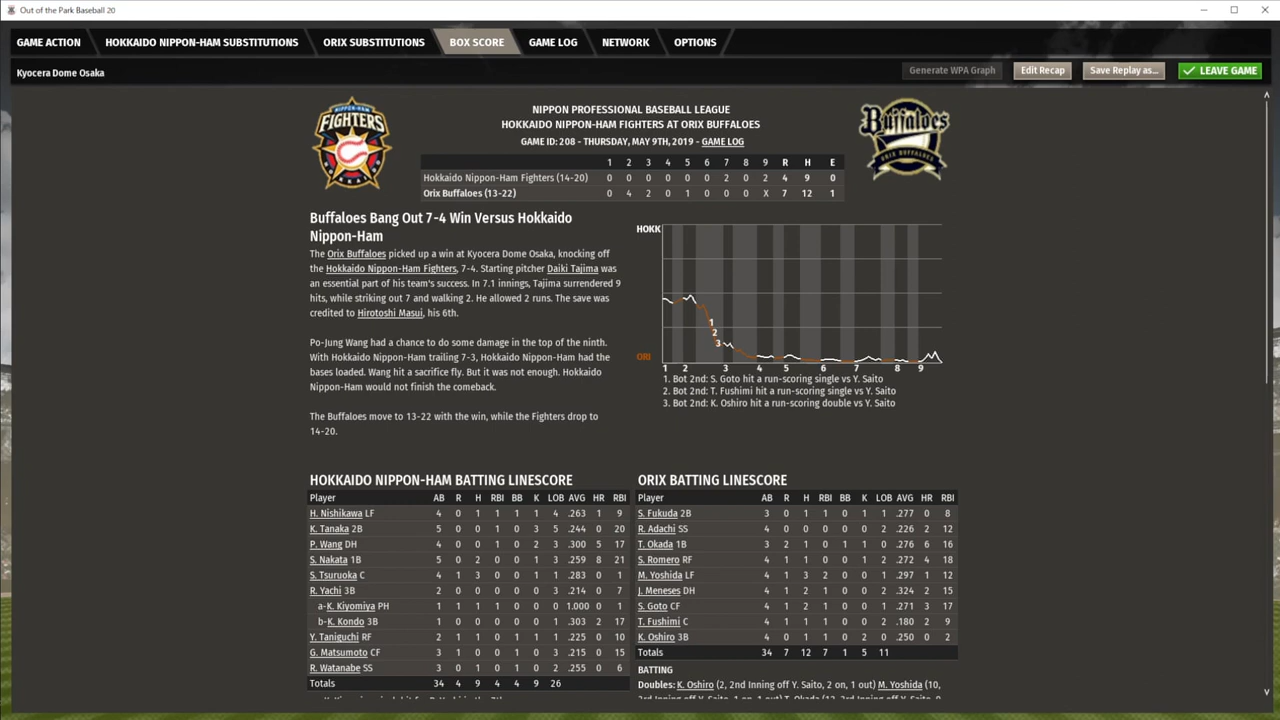 Out of the Park Baseball 20
GAME ACTION HOKKAIDO NIPPON-HAM SUBSTITUTIONS ORIX SUBSTITUTIONS BOX SCORE GAME LOG NETWORK OPTIONS
Kyocera Dome Osaka Generate WPA Graph Edit Recap Save Replay as... LEAVE GAME
NIPPON-HAM
FIGHTERS
Buffaloes
ORIX BUFFALOES
NIPPON PROFESSIONAL BASEBALL LEAGUE
HOKKAIDO NIPPON-HAM FIGHTERS AT ORIX BUFFALOES
GAME ID: 208 - THURSDAY, MAY 9TH, 2019 - GAME LOG
1 2 3 4 5 6 7 8 9 R H E
Hokkaido Nippon-Ham Fighters (14-20) 0 0 0 0 0 0 2 0 2 4 9 0
Orix Buffaloes (13-22) 0 4 2 0 1 0 0 0 X 7 12 1
Buffaloes Bang Out 7-4 Win Versus Hokkaido
Nippon-Ham
The Orix Buffaloes picked up a win at Kyocera Dome Osaka, knocking off
the Hokkaido Nippon-Ham Fighters, 7-4. Starting pitcher Daiki Tajima was
an essential part of his team's success. In 7.1 innings, Tajima surrendered 9
hits, while striking out 7 and walking 2. He allowed 2 runs. The save was
credited to Hirotoshi Masui, his 6th.
Po-Jung Wang had a chance to do some damage in the top of the ninth.
With Hokkaido Nippon-Ham trailing 7-3, Hokkaido Nippon-Ham had the
bases loaded. Wang hit a sacrifice fly. But it was not enough. Hokkaido
Nippon-Ham would not finish the comeback.
The Buffaloes move to 13-22 with the win, while the Fighters drop to
14-20.
HOKK
1
2
3
ORI
1 2 3 4 5 6 7 8 9
1. Bot 2nd: S. Goto hit a run-scoring single vs Y. Saito
2. Bot 2nd: T. Fushimi hit a run-scoring single vs Y. Saito
3. Bot 2nd: K. Oshiro hit a run-scoring double vs Y. Saito
HOKKAIDO NIPPON-HAM BATTING LINESCORE
Player AB R H RBI BB K LOB AVG HR RBI
H. Nishikawa LF 4 0 1 1 1 1 4 .263 1 9
K. Tanaka 2B 5 0 0 1 0 3 5 .244 0 20
P. Wang DH 4 0 0 1 0 2 3 .300 5 17
S. Nakata 1B 5 0 2 0 0 1 3 .259 8 21
S. Tsuruoka C 4 1 3 0 0 1 1 .283 0 1
R. Yachi 3B 2 0 0 0 1 0 3 .214 0 7
a-K. Kiyomiya PH 1 1 1 1 0 0 0 1.000 0 1
b-K. Kondo 3B 1 0 0 0 0 0 1 .303 2 17
Y. Taniguchi RF 2 1 1 0 1 1 1 .225 0 10
G. Matsumoto CF 3 1 0 0 1 0 3 .215 0 15
R. Watanabe SS 3 0 1 0 1 0 2 .255 0 6
Totals 34 4 9 4 4 9 26
ORIX BATTING LINESCORE
Player AB R H RBI BB K LOB AVG HR RBI
S. Fukuda 2B 3 0 1 1 0 1 1 .277 0 8
R. Adachi SS 4 0 0 0 0 0 2 .226 2 12
T. Okada 1B 3 2 1 0 1 1 0 .276 6 16
S. Romero RF 4 1 1 0 0 1 2 .272 4 18
M. Yoshida LF 4 1 3 2 0 0 1 .297 1 12
J. Meneses DH 4 1 2 1 0 0 2 .324 2 15
S. Goto CF 4 1 2 1 0 0 1 .271 3 17
T. Fushimi C 4 1 1 1 0 0 2 .180 2 9
K. Oshiro 3B 4 0 1 1 0 2 0 .250 0 2
Totals 34 7 12 7 1 5 11
BATTING
Doubles: K. Oshiro (2, 2nd Inning off Y. Saito, 2 on, 1 out) M. Yoshida (10,